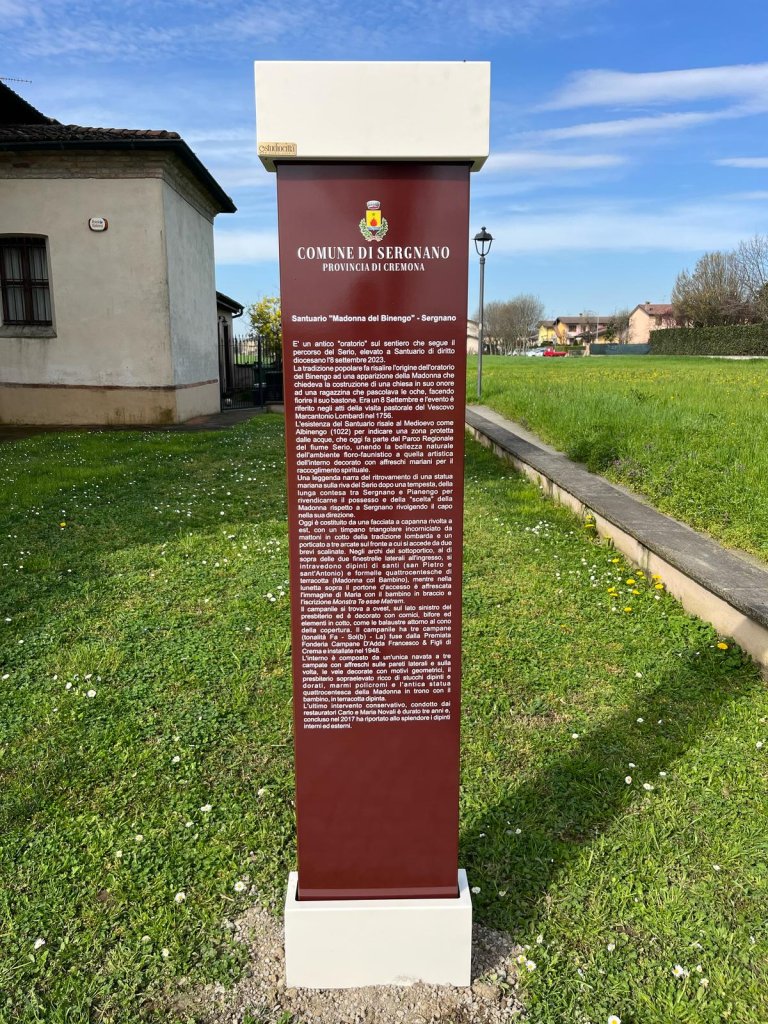 estudiocittà
COMUNE DI SERGNANO
PROVINCIA DI CREMONA
Santuario "Madonna del Binengo" - Sergnano
E' un antico "oratorio" sul sentiero che segue il
percorso del Serio, elevato a Santuario di diritto
diocesano l'8 settembre 2023.
La tradizione popolare fa risalire l'origine dell'oratorio
del Binengo ad una apparizione della Madonna che
chiedeva la costruzione di una chiesa in suo onore
ad una ragazza che pascolava le oche, facendo
fiorire il suo bastone. Era un 8 Settembre e l'evento è
riferito negli atti della visita pastorale del Vescovo
Marcantonio Lombardi nel 1756.
L'esistenza del Santuario risale al Medioevo come
Albinengo (1022) per indicare una zona protetta
dalle acque, che oggi fa parte del Parco Regionale
del fiume Serio, unendo la bellezza naturale
dell'ambiente floro-faunistico a quella artistica
dell'interno decorato con affreschi mariani per il
raccoglimento spirituale.
Una leggenda narra del ritrovamento di una statua
mariana sulla riva del Serio dopo una tempesta, della
lunga contesa tra Sergnano e Pianengo per
rivendicarne il possesso e della "scelta" della
Madonna rispetto a Sergnano rivolgendo il capo
nella sua direzione.
Oggi è costituito da una facciata a capanna rivolta a
est, con un timpano triangolare incorniciato da
mattoni in cotto della tradizione lombarda e un
porticato a tre arcate sul fronte a cui si accede da due
brevi scalinate. Negli archi del sottoportico, al di
sopra delle due finestrelle laterali all'ingresso, si
intravedono dipinti di santi (san Pietro e
sant'Antonio) e formelle quattrocentesche di
terracotta (Madonna col Bambino), mentre nella
lunetta sopra il portone d'accesso è affrescata
l'immagine di Maria con il bambino in braccio e
l'iscrizione Monstra Te esse Matrem.
Il campanile si trova a ovest, sul lato sinistro del
presbiterio ed è decorato con cornici, bifore ed
elementi in cotto, come le balaustre attorno al cono
della copertura. Il campanile ha tre campane
(tonalità Fa - Sol(b) - La) fuse dalla Premiata
Fonderia Campane D'Adda Francesco & Figli di
Crema e installate nel 1948.
L'interno è composto da un'unica navata a tre
campate con affreschi sulle pareti laterali e sulla
volta, le vele decorate con motivi geometrici, il
presbiterio sopraelevato ricco di stucchi dipinti e
dorati, marmi policromi e l'antica statua
quattrocentesca della Madonna in trono con il
bambino, in terracotta dipinta.
L'ultimo intervento conservativo, condotto dai
restauratori Carlo e Maria Novali è durato tre anni e,
concluso nel 2017 ha riportato allo splendore i dipinti
interni ed esterni.